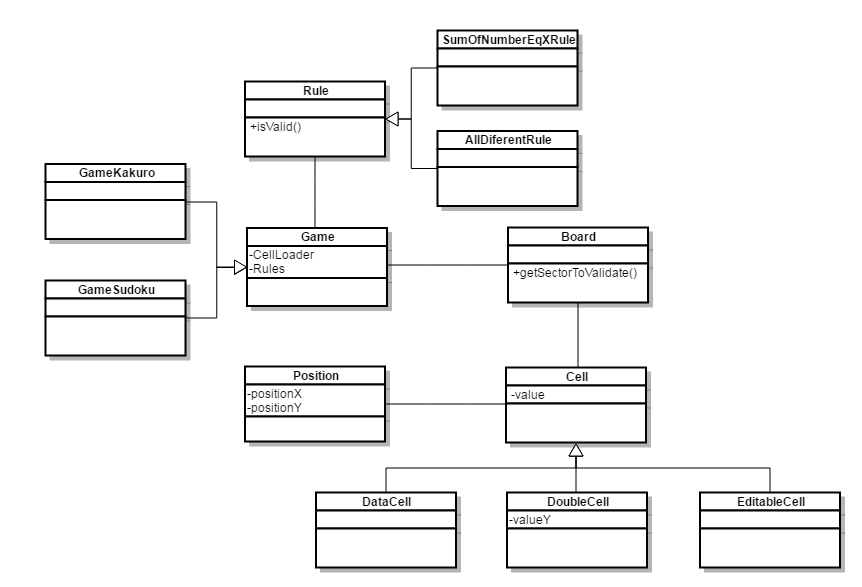 SumOfNumberEqXRule
Rule
+isValid()
AllDiferentRule
GameKakuro
Game
-CellLoader
-Rules
Board
+getSectorToValidate()
GameSudoku
Position
-positionX
-positionY
Cell
-value
DataCell
DoubleCell
-valueY
EditableCell